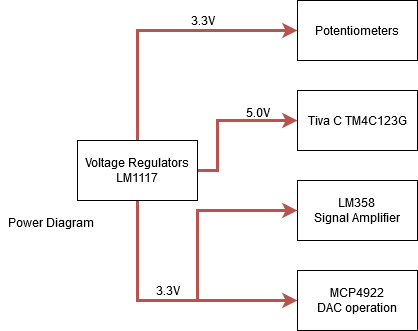 3.3V
Potentiometers
5.0V
Tiva C TM4C123G
Voltage Regulators
LM1117
LM358
Signal Amplifier
Power Diagram
3.3V
MCP4922
DAC operation